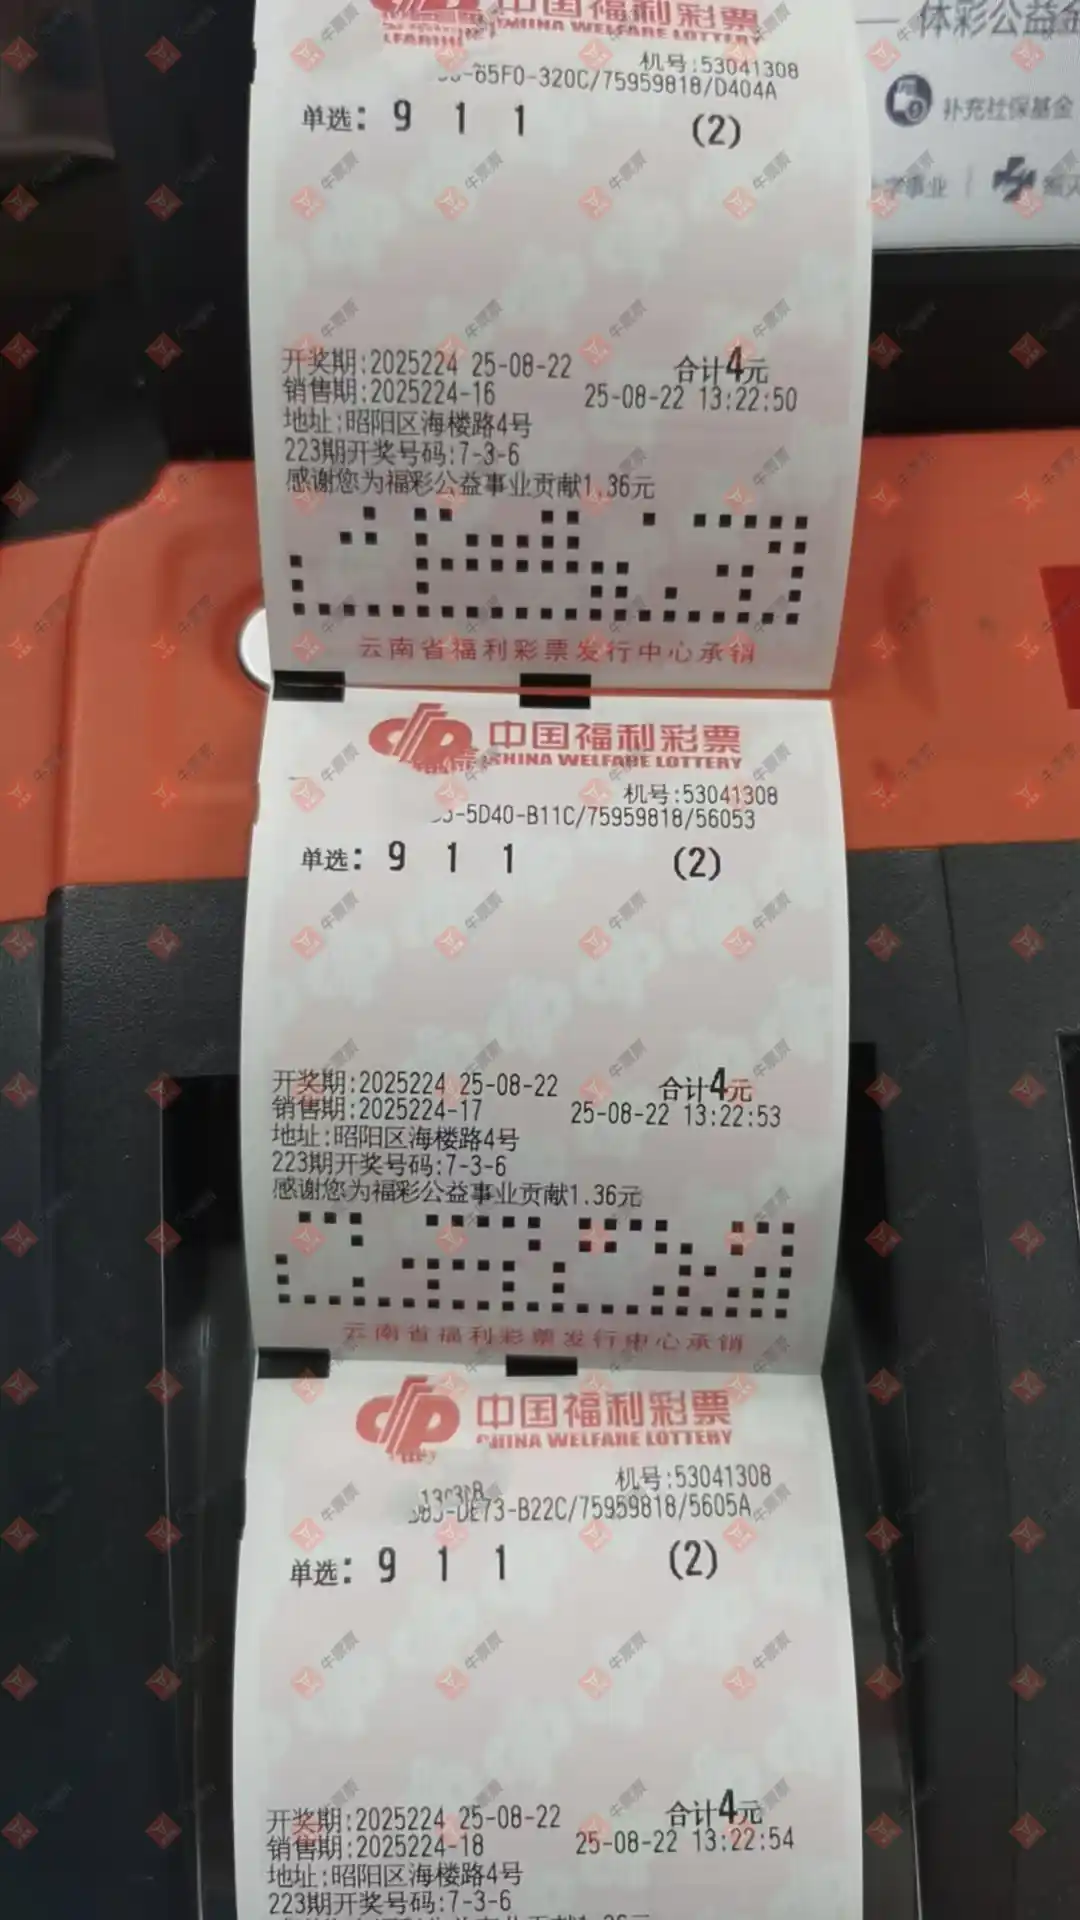 体彩公益金
补充社保基金
中国福利彩票
CHINA WELFARE LOTTERY
机号:53041308
-65F0-320C/75959818/D404A
单选: 9 1 1 (2)
开奖期:2025224 25-08-22 合计4元
销售期:2025224-16 25-08-22 13:22:50
地址:昭阳区海楼路4号
223期开奖号码:7-3-6
感谢您为福彩公益事业贡献1.36元
云南省福利彩票发行中心承销
中国福利彩票
CHINA WELFARE LOTTERY
机号:53041308
-5D40-B11C/75959818/56053
单选: 9 1 1 (2)
开奖期:2025224 25-08-22 合计4元
销售期:2025224-17 25-08-22 13:22:53
地址:昭阳区海楼路4号
223期开奖号码:7-3-6
感谢您为福彩公益事业贡献1.36元
云南省福利彩票发行中心承销
中国福利彩票
CHINA WELFARE LOTTERY
机号:53041308
-DE73-B22C/75959818/5605A
单选: 9 1 1 (2)
开奖期:2025224 25-08-22 合计4元
销售期:2025224-18 25-08-22 13:22:54
地址:昭阳区海楼路4号
223期开奖号码:7-3-6
牛票票